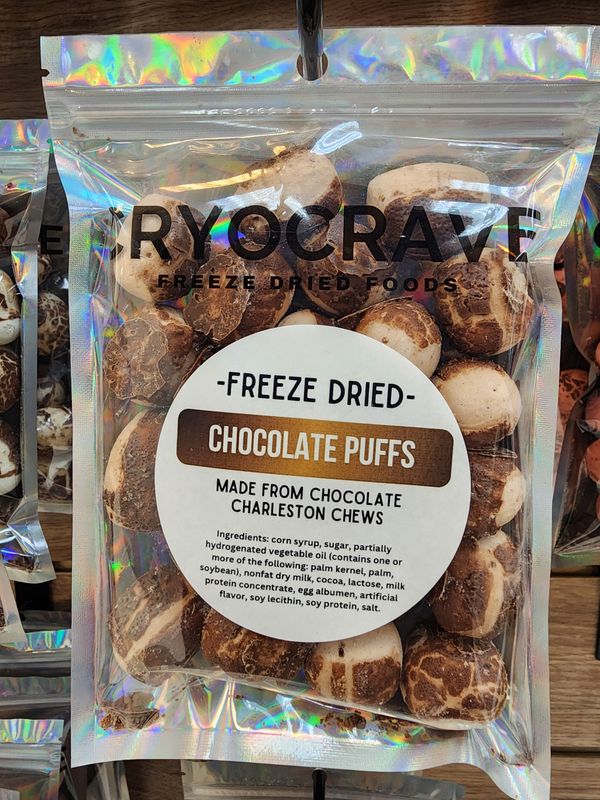 CRYOCRAVE
FREEZE DRIED FOODS
-FREEZE DRIED-
CHOCOLATE PUFFS
MADE FROM CHOCOLATE
CHARLESTON CHEWS
Ingredients: corn syrup, sugar, partially
hydrogenated vegetable oil (contains one or
more of the following: palm kernel, palm,
soybean), nonfat dry milk, cocoa, lactose, milk
protein concentrate, egg albumen, artificial
flavor, soy lecithin, soy protein, salt.